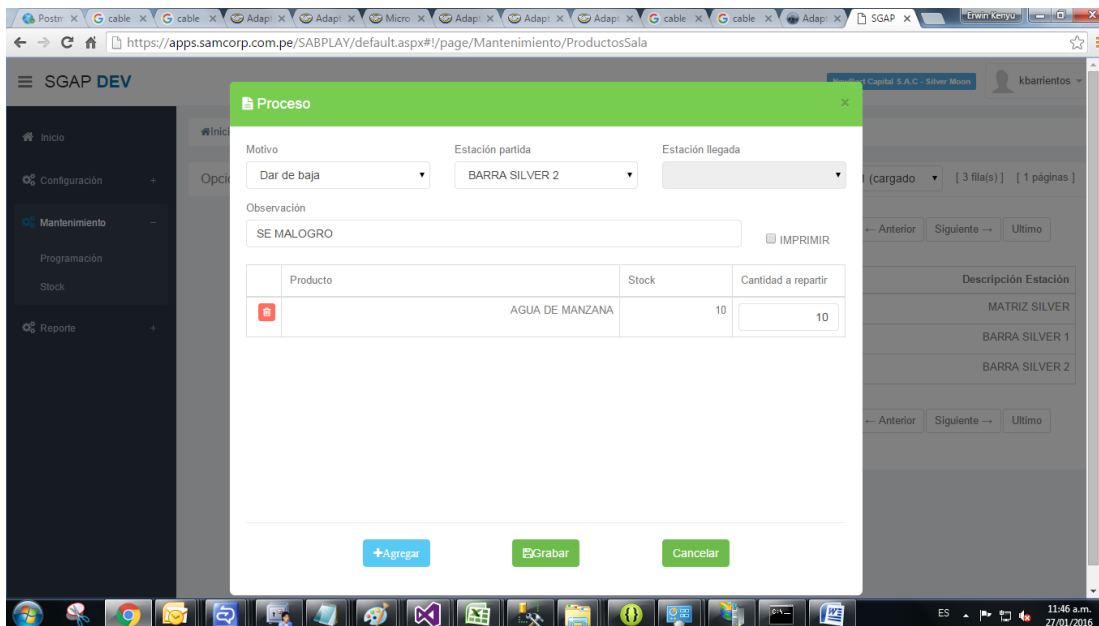 Postm G cable G cable Adapt Adapt Micro Adapt Adapt Adapt G cable G cable Adapt SGAP Erwin Kenyu
https://apps.samcorp.com.pe/SABPLAY/default.aspx#!/page/Mantenimiento/ProductosSala
SGAP DEV
Capital S.A.C - Silver Moon kbarrientos
Proceso ×
Inicio
Inici
Motivo Estación partida Estación llegada
Dar de baja BARRA SILVER 2
Configuración +
Opci
(cargado [ 3 fila(s) ] [ 1 páginas ]
Observación
SE MALOGRO IMPRIMIR
Mantenimiento −
← Anterior Siguiente → Ultimo
Programación
Stock
Producto Stock Cantidad a repartir
Descripción Estación
AGUA DE MANZANA 10 10
MATRIZ SILVER
Reporte +
BARRA SILVER 1
BARRA SILVER 2
← Anterior Siguiente → Ultimo
+Agregar Grabar Cancelar
ES 11:46 a.m.
27/01/2016